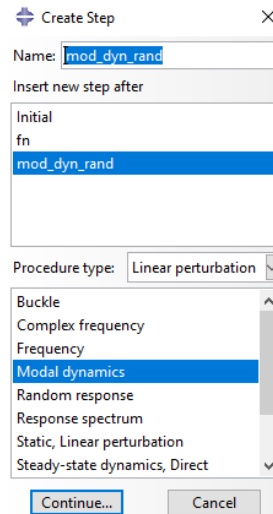 Create Step
Name: mod_dyn_rand
Insert new step after
Initial
fn
mod_dyn_rand
Procedure type: Linear perturbation
Buckle
Complex frequency
Frequency
Modal dynamics
Random response
Response spectrum
Static, Linear perturbation
Steady-state dynamics, Direct
Continue... Cancel